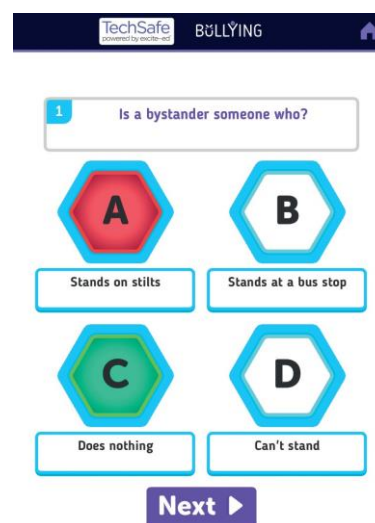 TechSafe
powered by excite-ed
BULLYING
1
Is a bystander someone who?
A
B
Stands on stilts
Stands at a bus stop
C
D
Does nothing
Can't stand
Next